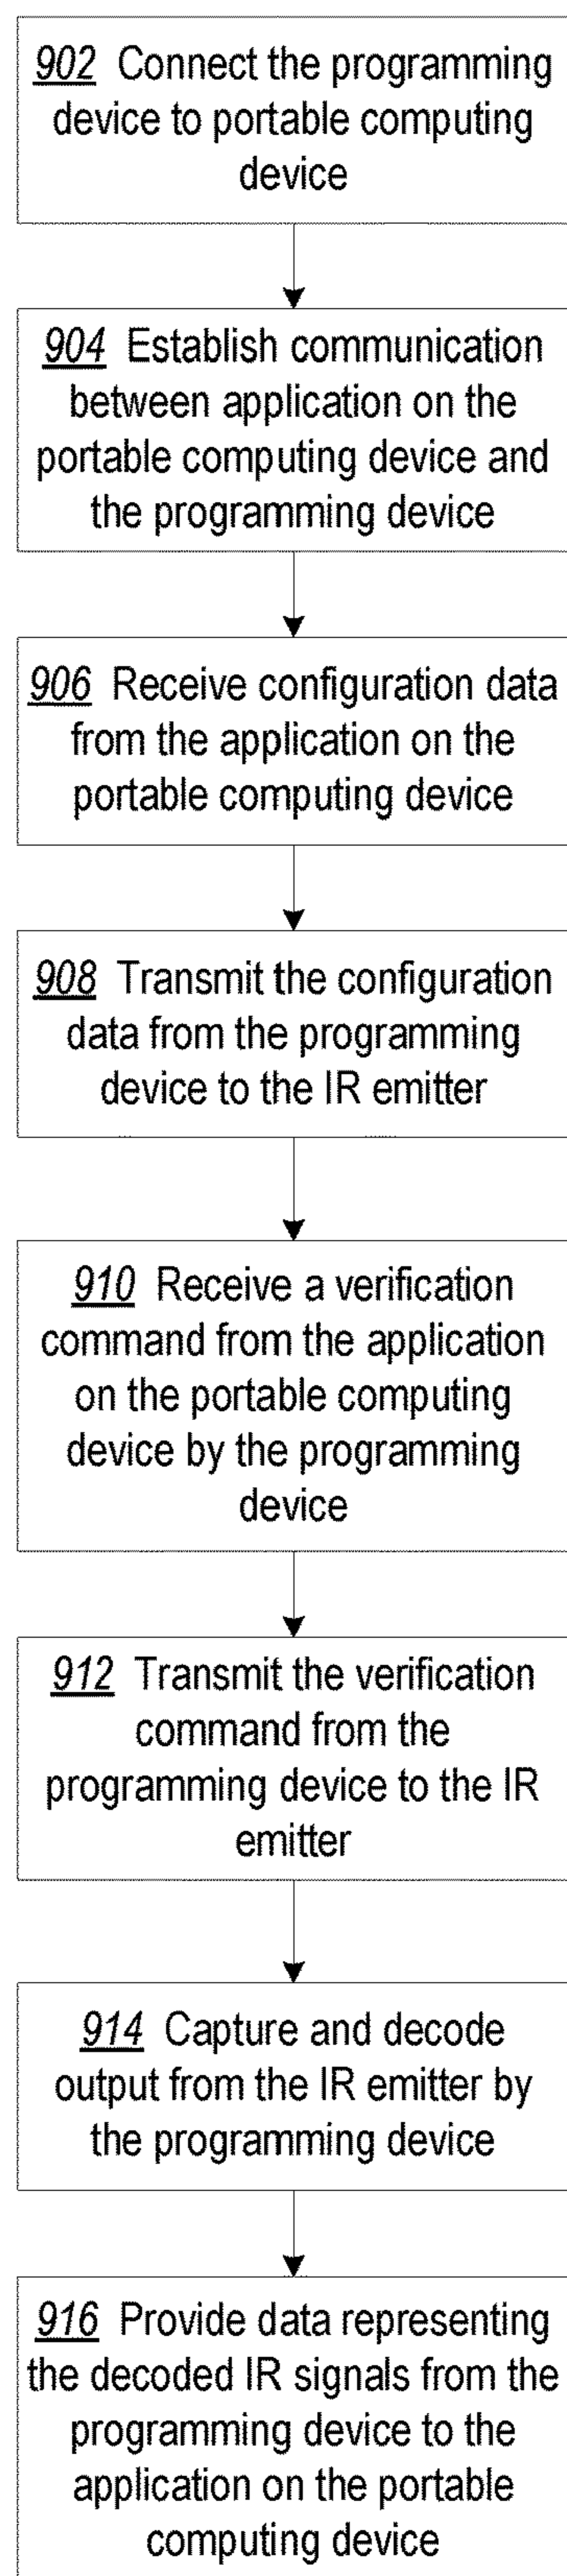 902 Connect the programming
device to portable computing
device
904 Establish communication
between application on the
portable computing device and
the programming device
906 Receive configuration data
from the application on the
portable computing device
908 Transmit the configuration
data from the programming
device to the IR emitter
910 Receive a verification
command from the application
on the portable computing
device by the programming
device
912 Transmit the verification
command from the
programming device to the IR
emitter
914 Capture and decode
output from the IR emitter by
the programming device
916 Provide data representing
the decoded IR signals from the
programming device to the
application on the portable
computing device